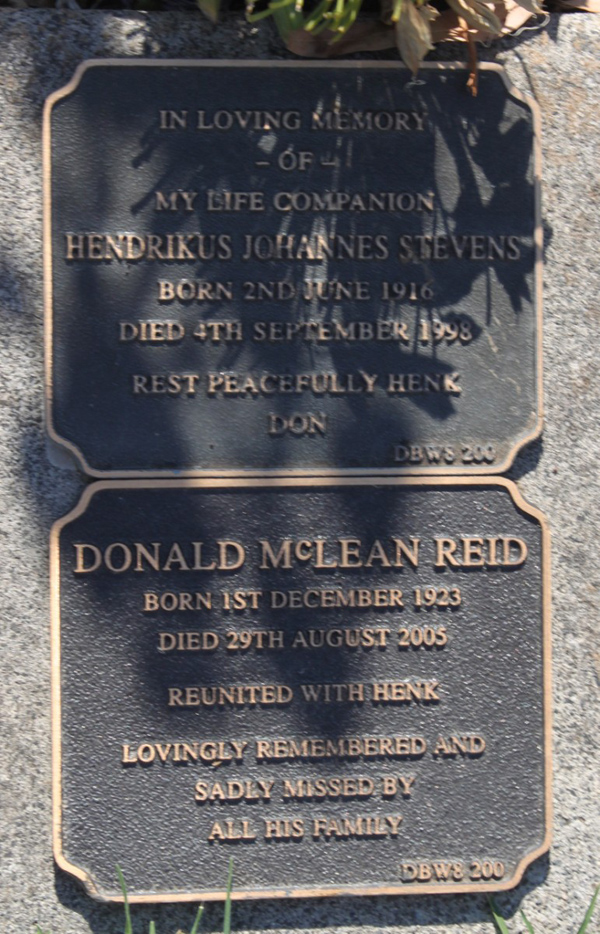 IN LOVING MEMORY
– OF –
MY LIFE COMPANION
HENDRIKUS JOHANNES STEVENS
BORN 2ND JUNE 1916
DIED 4TH SEPTEMBER 1998
REST PEACEFULLY HENK
DON
DBW8 200
DONALD McLEAN REID
BORN 1ST DECEMBER 1923
DIED 29TH AUGUST 2005
REUNITED WITH HENK
LOVINGLY REMEMBERED AND
SADLY MISSED BY
ALL HIS FAMILY
DBW8 200